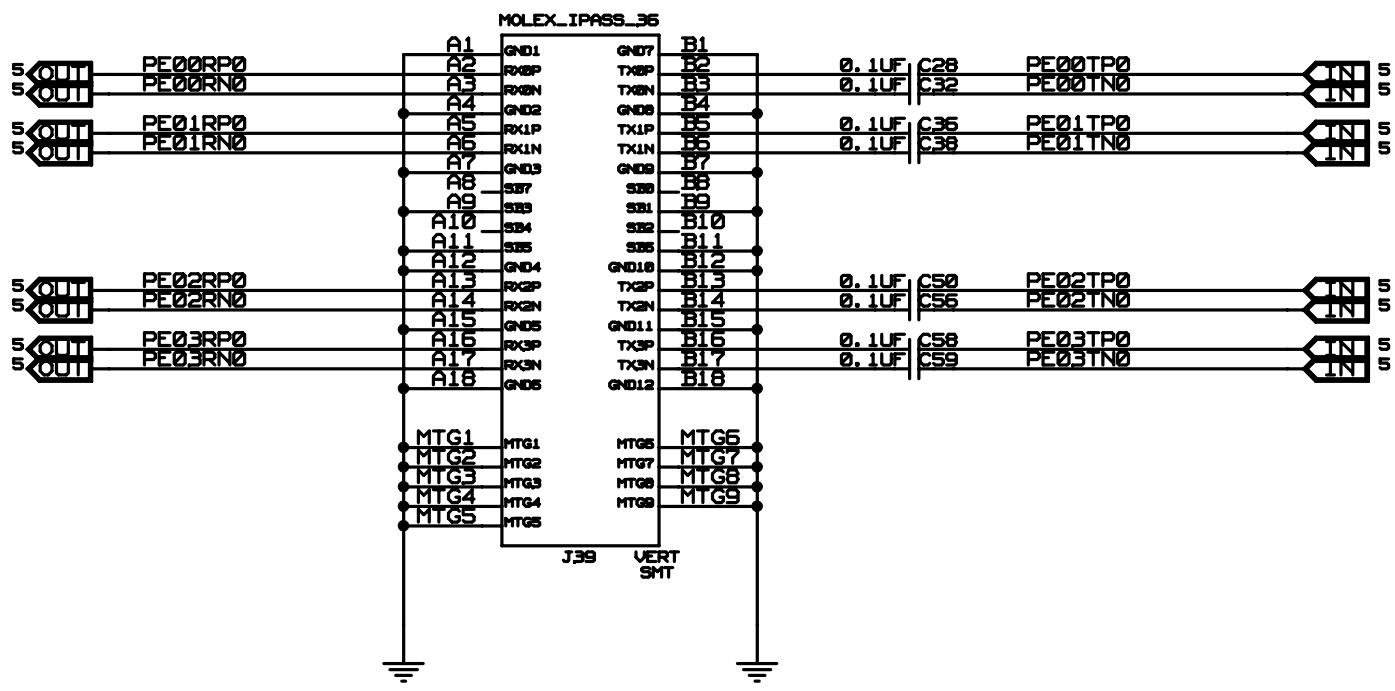 MOLEX_IPASS_36
A1 GND1 GND7 B1
5 OUT PE00RP0 A2 RX0P TX0P B2 0.1UF C28 PE00TP0 IN 5
5 OUT PE00RN0 A3 RX0N TX0N B3 0.1UF C32 PE00TN0 IN 5
A4 GND2 GND8 B4
5 OUT PE01RP0 A5 RX1P TX1P B5 0.1UF C36 PE01TP0 IN 5
5 OUT PE01RN0 A6 RX1N TX1N B6 0.1UF C38 PE01TN0 IN 5
A7 GND3 GND9 B7
A8 SB7 SB0 B8
A9 SB3 SB1 B9
A10 SB4 SB2 B10
A11 SB5 SB6 B11
A12 GND4 GND10 B12
5 OUT PE02RP0 A13 RX2P TX2P B13 0.1UF C50 PE02TP0 IN 5
5 OUT PE02RN0 A14 RX2N TX2N B14 0.1UF C56 PE02TN0 IN 5
A15 GND5 GND11 B15
5 OUT PE03RP0 A16 RX3P TX3P B16 0.1UF C58 PE03TP0 IN 5
5 OUT PE03RN0 A17 RX3N TX3N B17 0.1UF C59 PE03TN0 IN 5
A18 GND6 GND12 B18
MTG1 MTG1 MTG6 MTG6
MTG2 MTG2 MTG7 MTG7
MTG3 MTG3 MTG8 MTG8
MTG4 MTG4 MTG9 MTG9
MTG5 MTG5
J39 VERT
SMT